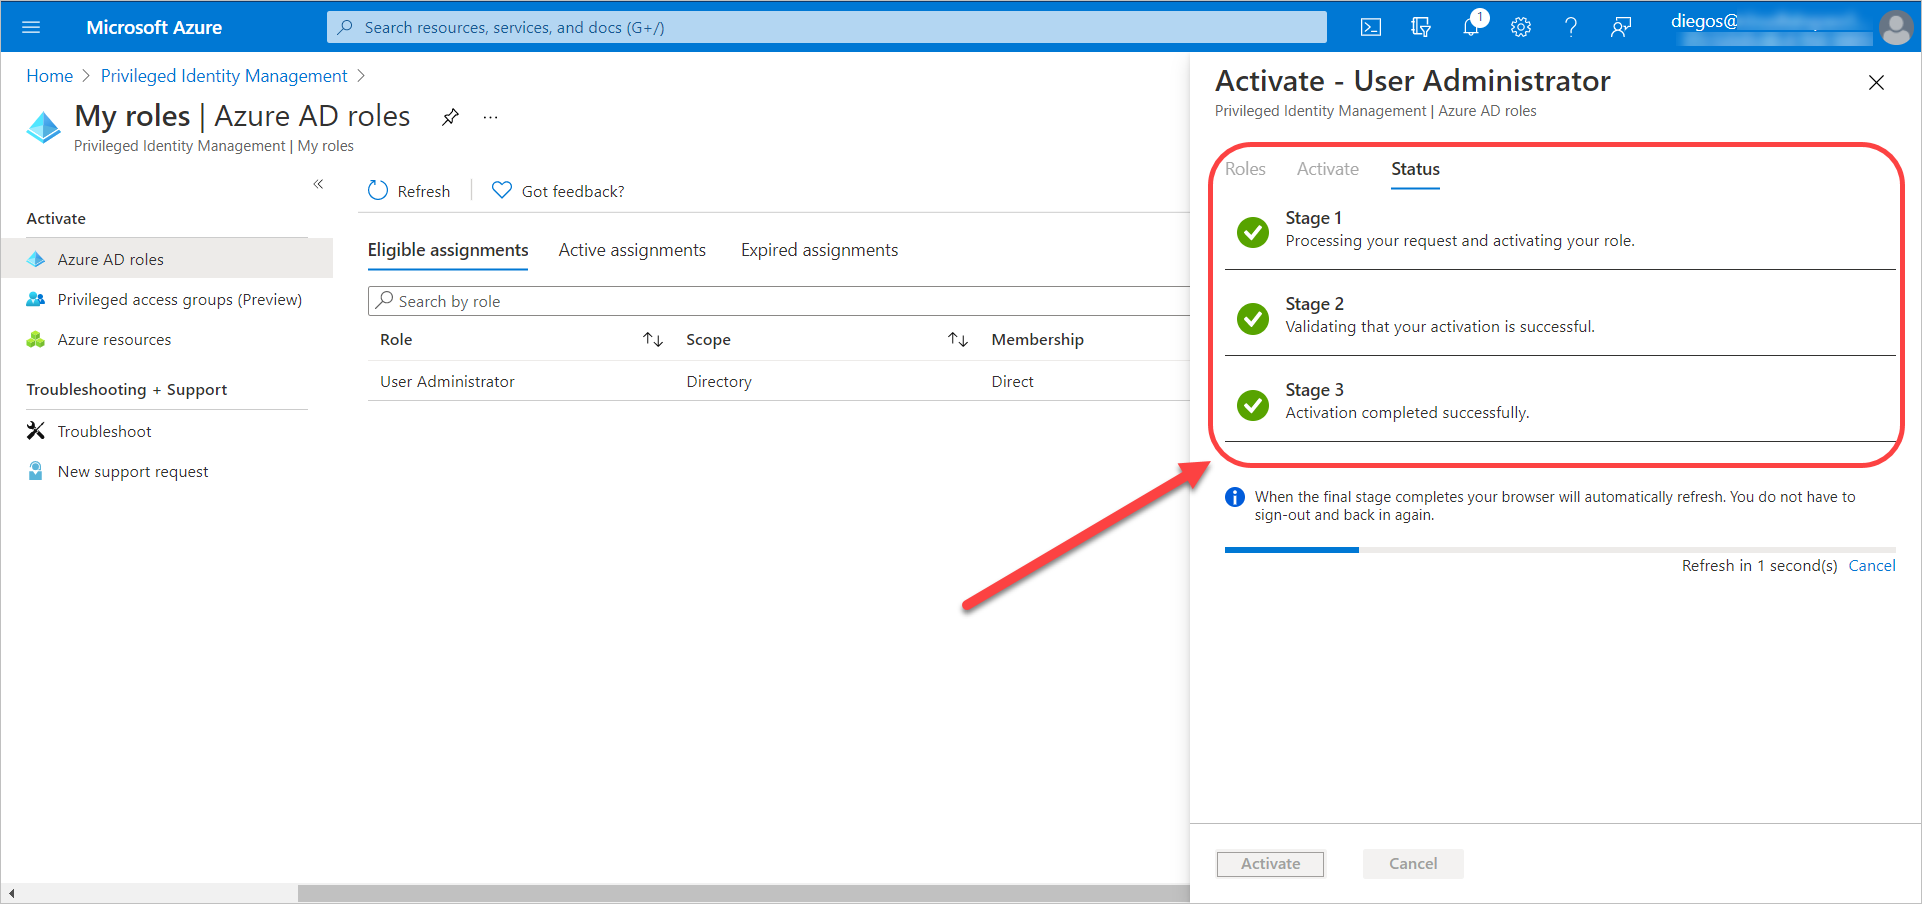 Microsoft Azure
Search resources, services, and docs (G+/)
1
diegos@
Home > Privileged Identity Management >
My roles | Azure AD roles
...
Privileged Identity Management | My roles
«
Activate
Azure AD roles
Privileged access groups (Preview)
Azure resources
Troubleshooting + Support
Troubleshoot
New support request
Refresh
Got feedback?
Eligible assignments Active assignments Expired assignments
Search by role
Role Scope Membership
User Administrator Directory Direct
Activate - User Administrator
Privileged Identity Management | Azure AD roles
Roles Activate Status
Stage 1
Processing your request and activating your role.
Stage 2
Validating that your activation is successful.
Stage 3
Activation completed successfully.
When the final stage completes your browser will automatically refresh. You do not have to
sign-out and back in again.
Refresh in 1 second(s) Cancel
Activate Cancel